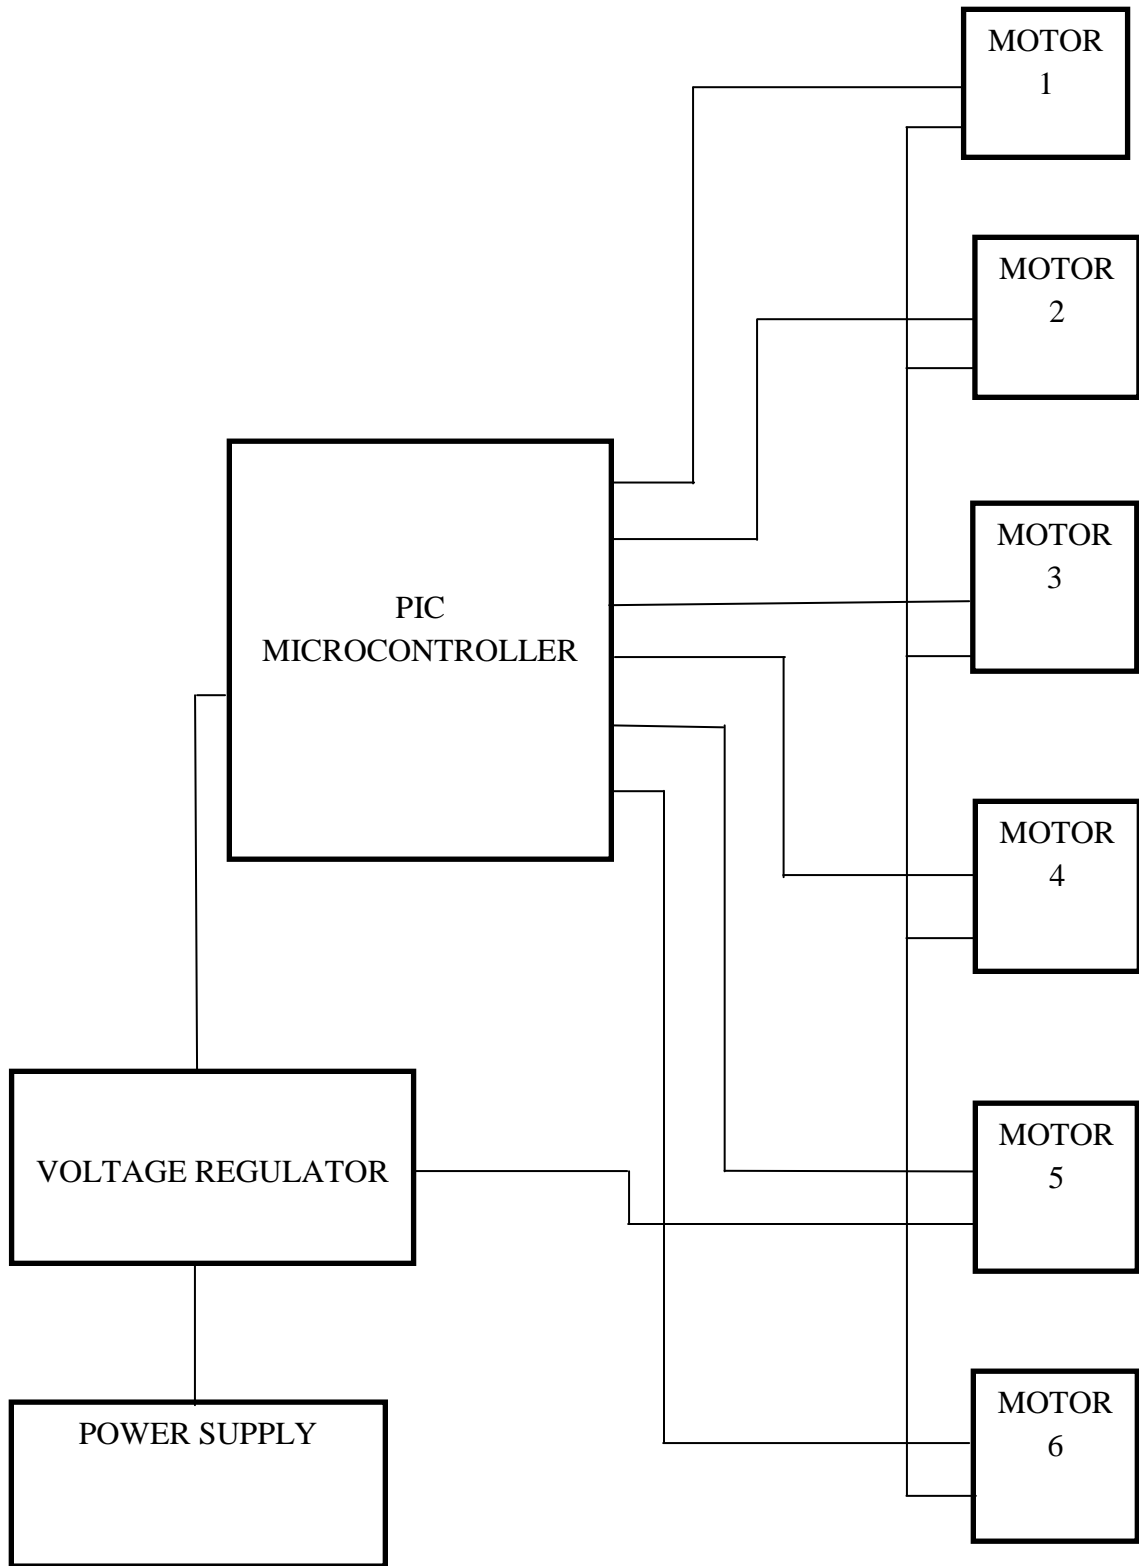 MOTOR
1
MOTOR
2
MOTOR
3
PIC
MICROCONTROLLER
MOTOR
4
MOTOR
5
VOLTAGE REGULATOR
MOTOR
6
POWER SUPPLY